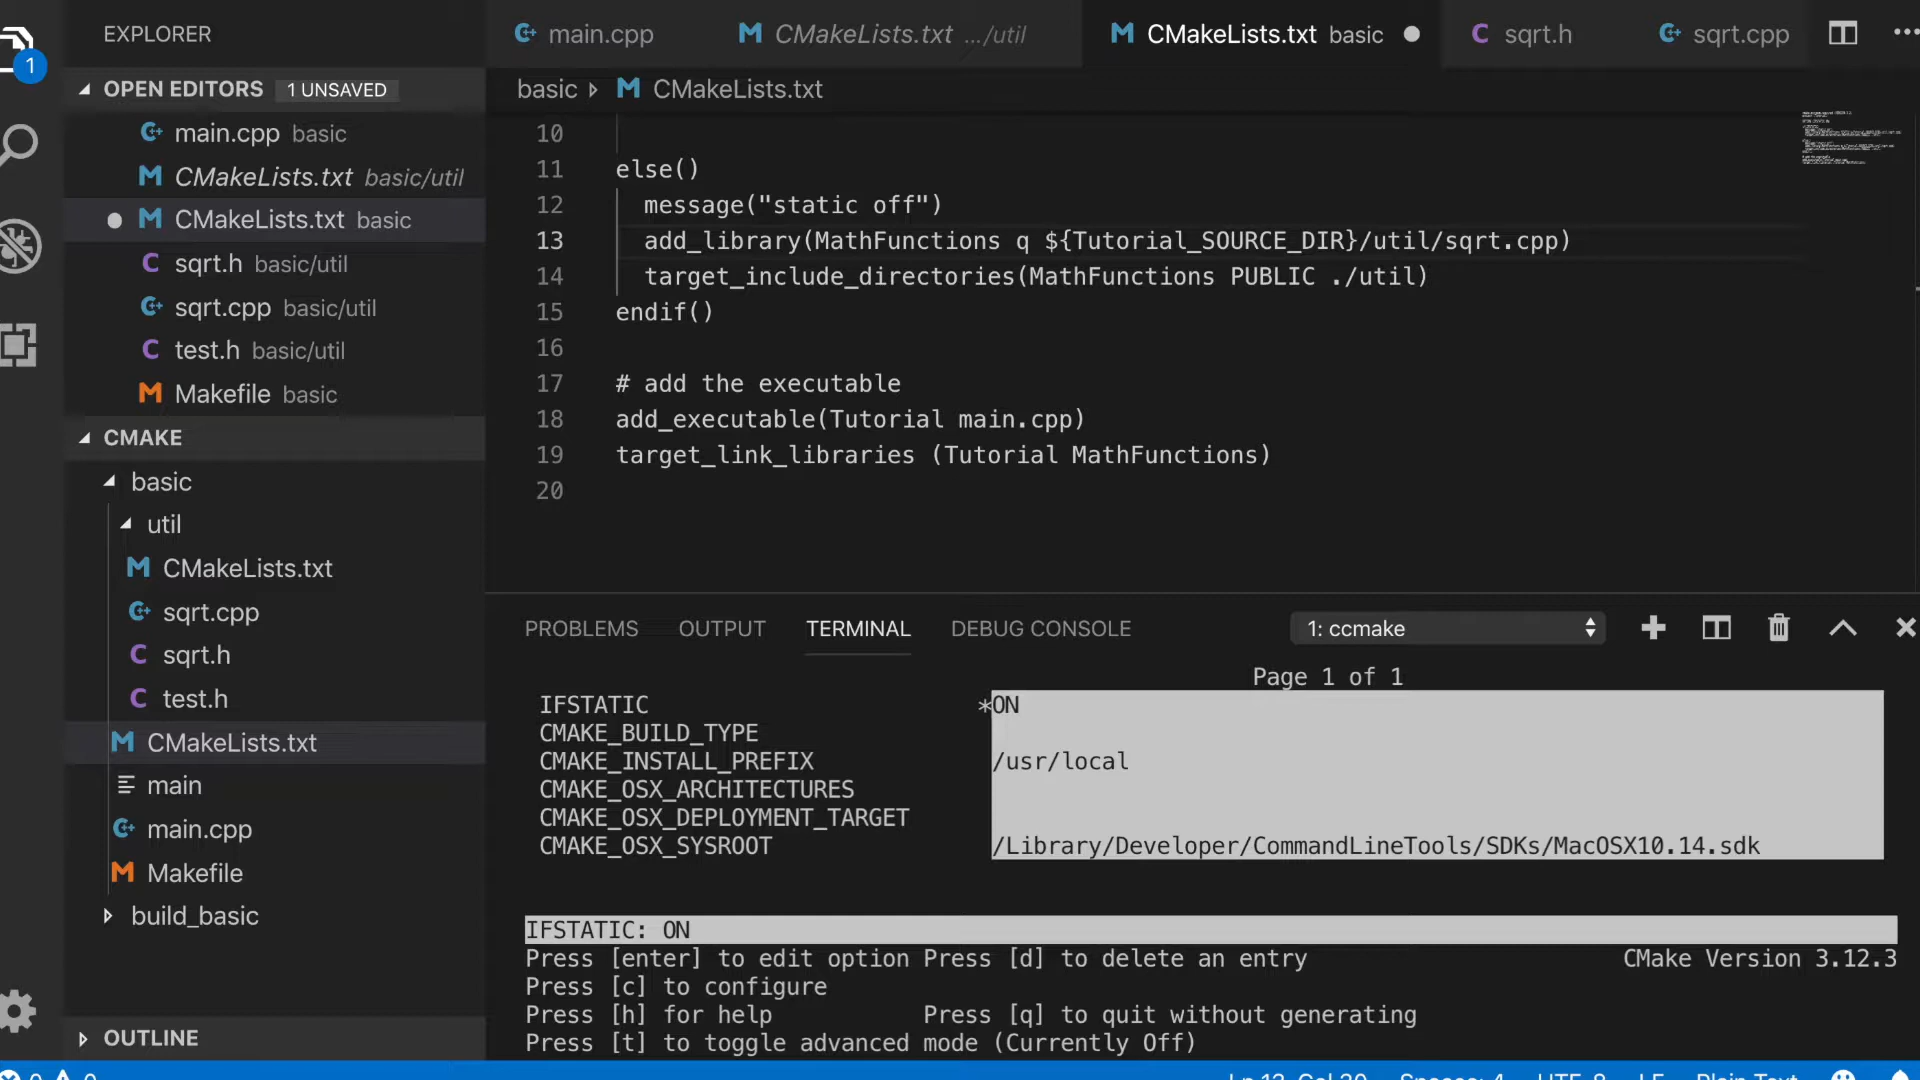 EXPLORER
1
OPEN EDITORS 1 UNSAVED
main.cpp basic
CMakeLists.txt basic/util
CMakeLists.txt basic
sqrt.h basic/util
sqrt.cpp basic/util
test.h basic/util
Makefile basic
CMAKE
basic
util
CMakeLists.txt
sqrt.cpp
sqrt.h
test.h
CMakeLists.txt
main
main.cpp
Makefile
build_basic
OUTLINE
main.cpp CMakeLists.txt .../util CMakeLists.txt basic sqrt.h sqrt.cpp
basic CMakeLists.txt
10
11 else()
12 message("static off")
13 add_library(MathFunctions q ${Tutorial_SOURCE_DIR}/util/sqrt.cpp)
14 target_include_directories(MathFunctions PUBLIC ./util)
15 endif()
16
17 # add the executable
18 add_executable(Tutorial main.cpp)
19 target_link_libraries (Tutorial MathFunctions)
20
PROBLEMS OUTPUT TERMINAL DEBUG CONSOLE 1: ccmake
Page 1 of 1
IFSTATIC *ON
CMAKE_BUILD_TYPE
CMAKE_INSTALL_PREFIX /usr/local
CMAKE_OSX_ARCHITECTURES
CMAKE_OSX_DEPLOYMENT_TARGET
CMAKE_OSX_SYSROOT /Library/Developer/CommandLineTools/SDKs/MacOSX10.14.sdk
IFSTATIC: ON
Press [enter] to edit option Press [d] to delete an entry CMake Version 3.12.3
Press [c] to configure
Press [h] for help Press [q] to quit without generating
Press [t] to toggle advanced mode (Currently Off)